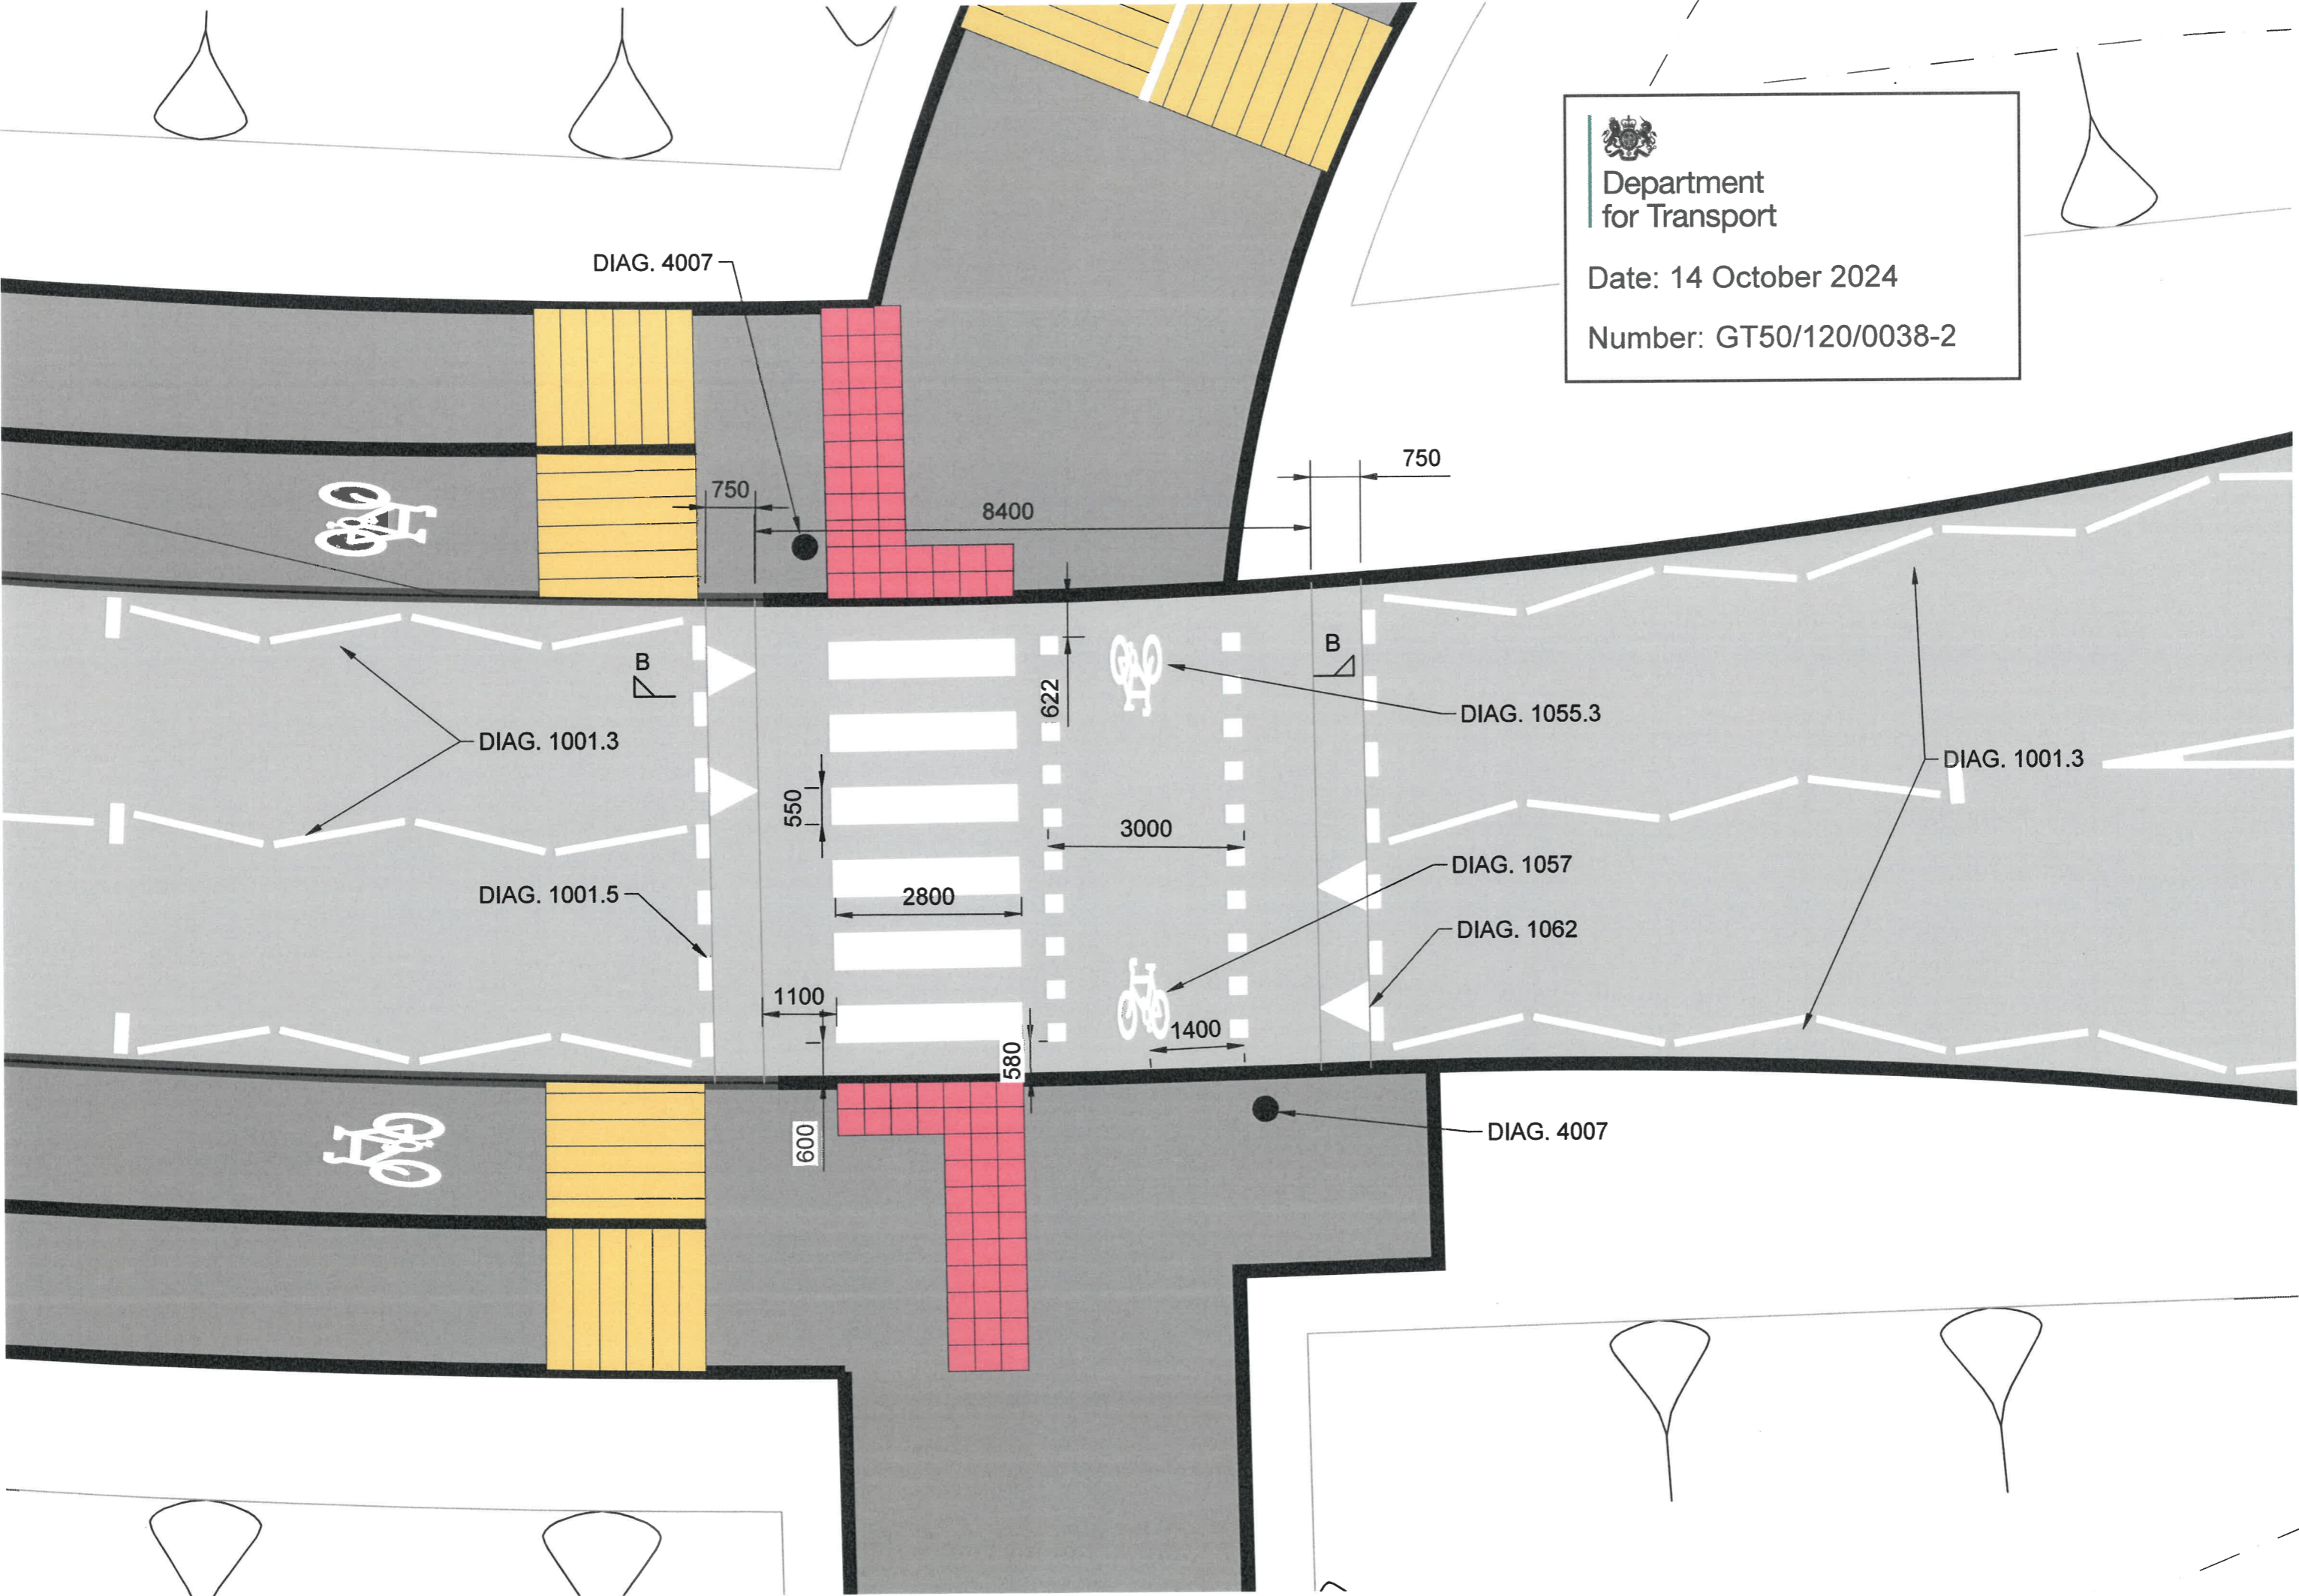 Department
for Transport
Date: 14 October 2024
Number: GT50/120/0038-2
DIAG. 4007
750
750
8400
B
B
622
DIAG. 1055.3
DIAG. 1001.3
DIAG. 1001.3
550
3000
DIAG. 1057
DIAG. 1001.5
2800
DIAG. 1062
1100
1400
580
600
DIAG. 4007